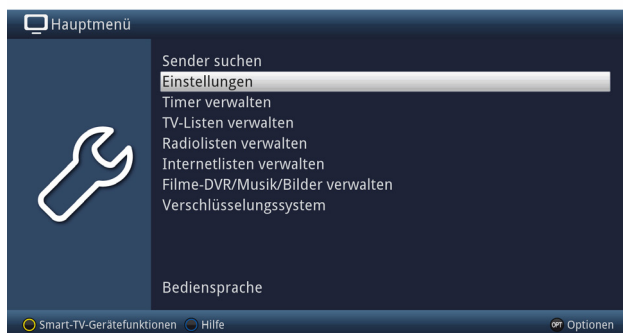 Hauptmenü
Sender suchen
Einstellungen
Timer verwalten
TV-Listen verwalten
Radiolisten verwalten
Internetlisten verwalten
Filme-DVR/Musik/Bilder verwalten
Verschlüsselungssystem
Bediensprache
Smart-TV-Gerätefunktionen Hilfe OPT Optionen